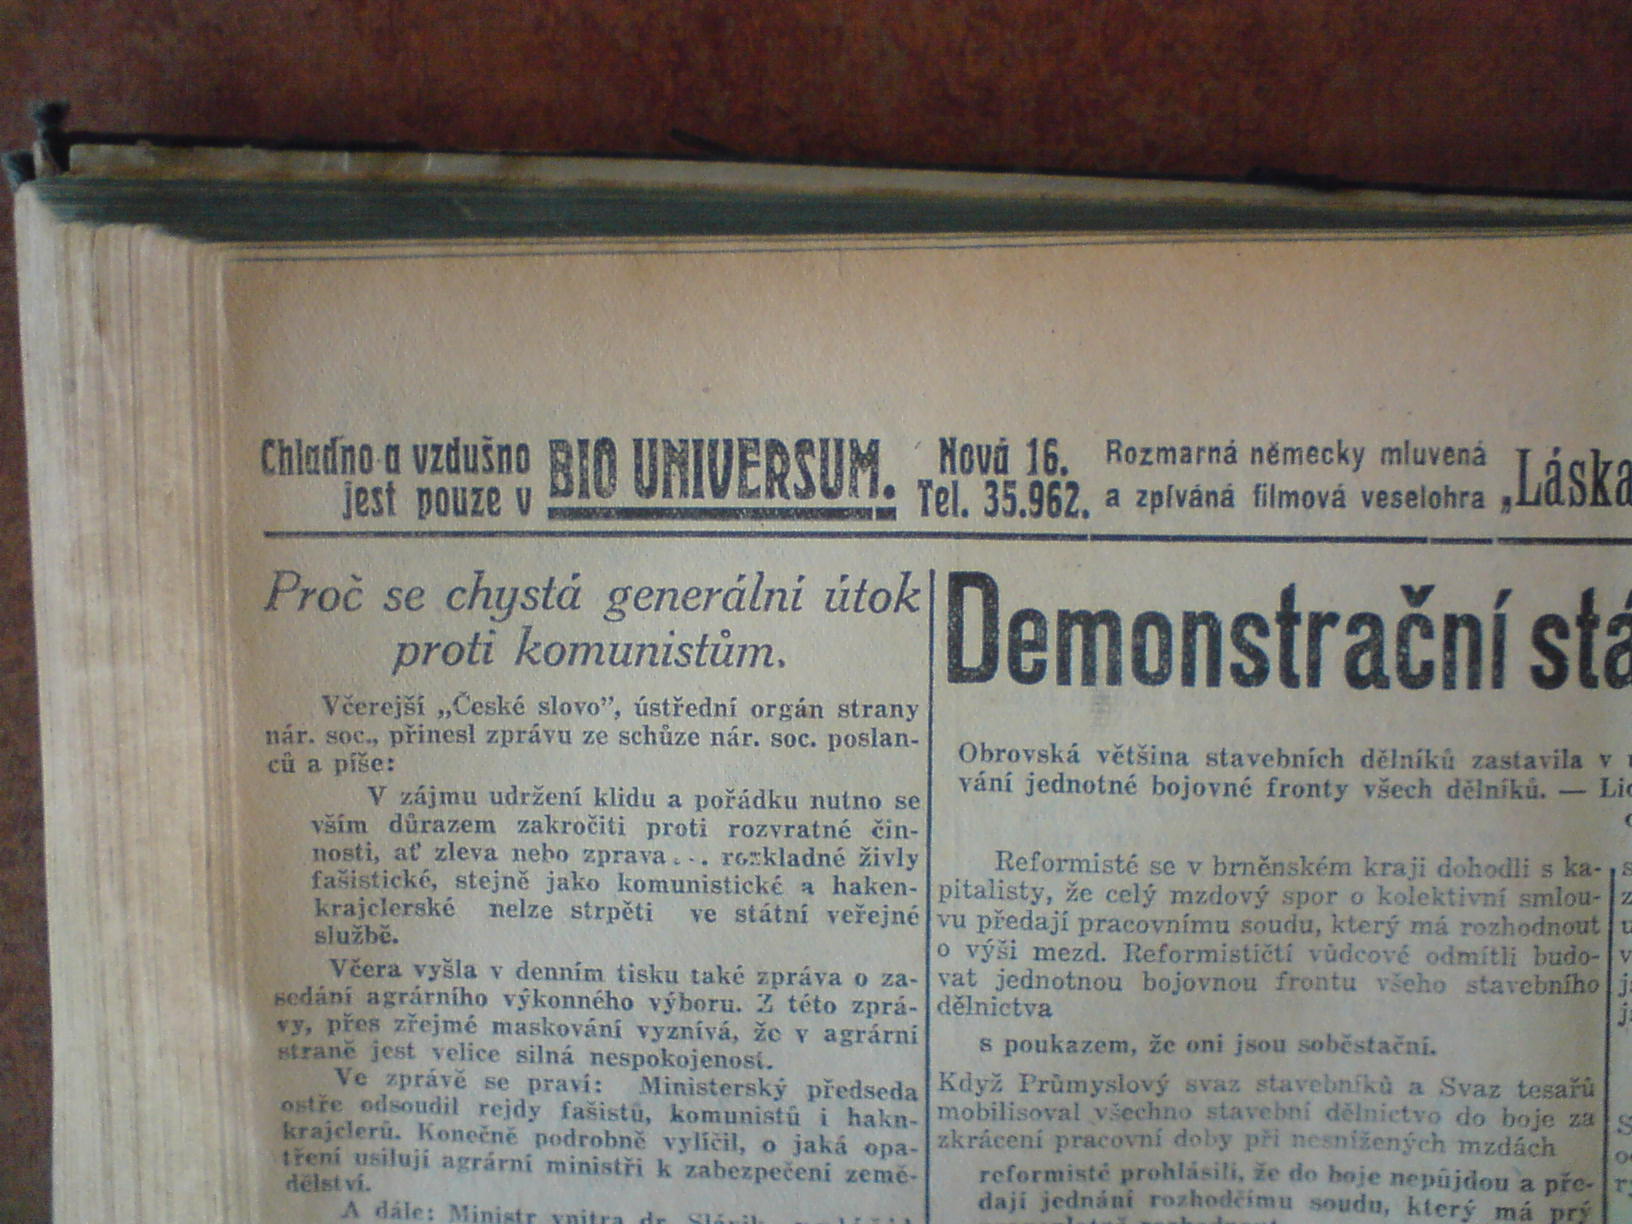 Chladno a vzdušno
jest pouze v
BIO UNIVERSUM.
Nová 16.
Tel. 35.962.
Rozmarná německy mluvená
a zpívaná filmová veselohra
„Láska
Proč se chystá generální útok
proti komunistům.
Včerejší „České slovo”, ústřední orgán strany
nár. soc., přinesl zprávu ze schůze nár. soc. poslan-
ců a píše:
V zájmu udržení klidu a pořádku nutno se
vším důrazem zakročiti proti rozvratné čin-
nosti, ať zleva nebo zprava... rozkladné živly
fašistické, stejně jako komunistické a haken-
krajclerské nelze strpěti ve státní veřejné
službě.
Včera vyšla v denním tisku také zpráva o za-
sedání agrárního výkonného výboru. Z této zprá-
vy, přes zřejmé maskování vyznívá, že v agrární
straně jest velice silná nespokojenost.
Ve zprávě se praví: Ministerský předseda
ostře odsoudil rejdy fašistů, komunistů i hakn-
krajclerů. Konečně podrobně vylíčil, o jaká opa-
tření usilují agrární ministři k zabezpečení země-
dělství.
A dále: Ministr vnitra dr. Slávik
Demonstrační stá
Obrovská většina stavebních dělníků zastavila v
vání jednotné bojovné fronty všech dělníků. —
Reformisté se v brněnském kraji dohodli s ka-
pitalisty, že celý mzdový spor o kolektivní smlou-
vu předají pracovnímu soudu, který má rozhodnout
o výši mezd. Reformističtí vůdcové odmítli budo-
vat jednotnou bojovnou frontu všeho stavebního
dělnictva
s poukazem, že oni jsou soběstační.
Když Průmyslový svaz stavebníků a Svaz tesařů
mobilisoval všechno stavební dělnictvo do boje za
zkrácení pracovní doby při nesnížených mzdách
reformisté prohlásili, že do boje nepůjdou a pře-
dají jednání rozhodčímu soudu, který má prý